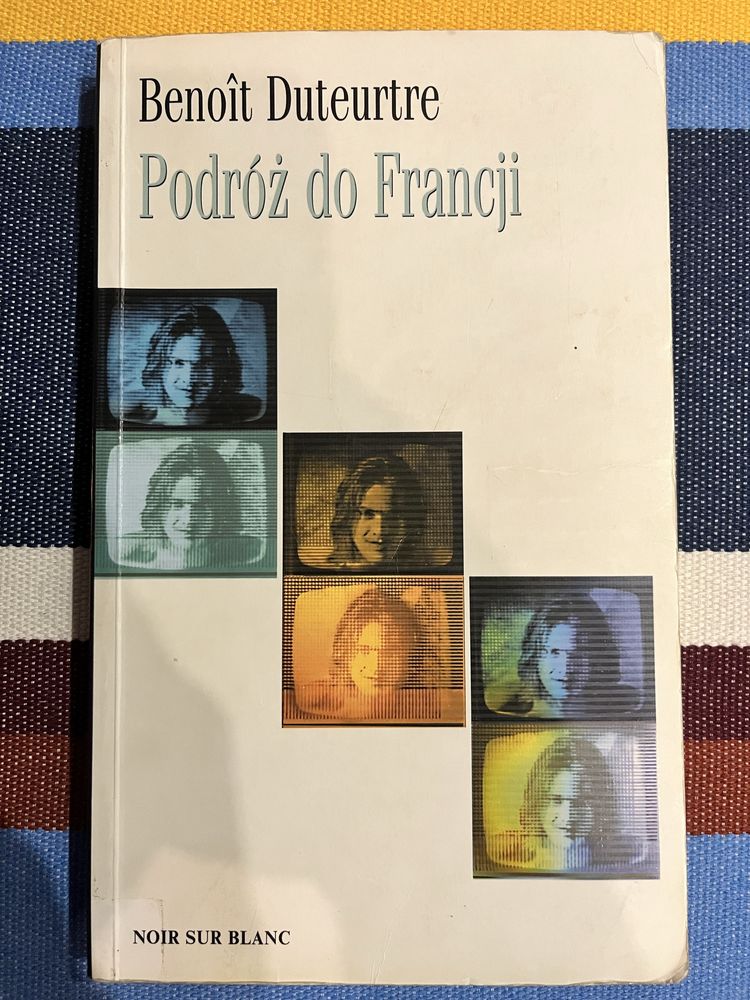 Benoît Duteurtre
Podróż do Francji
NOIR SUR BLANC